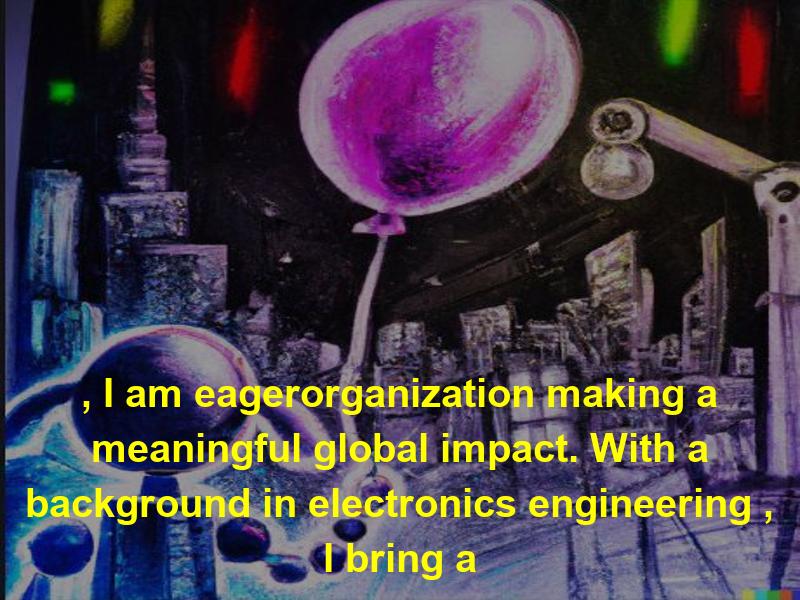 , I am eagerorganization making a
meaningful global impact. With a
background in electronics engineering ,
I bring a